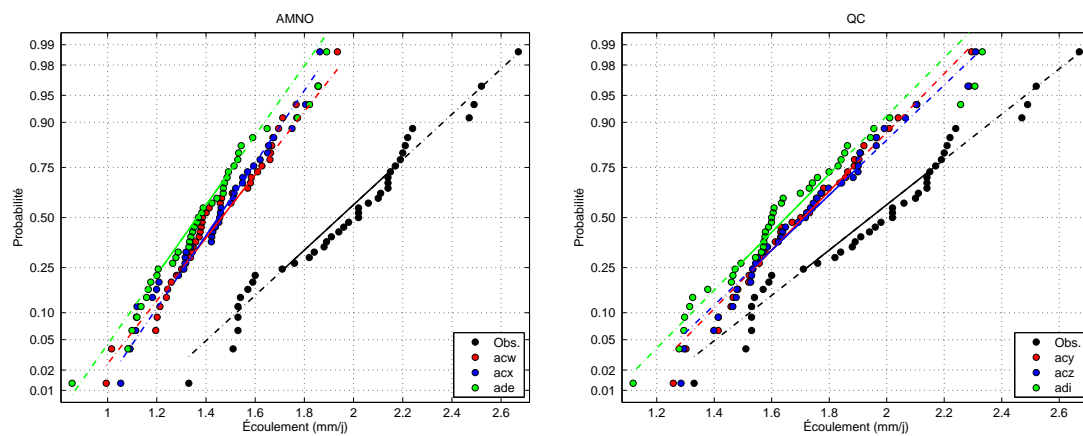 AMNO
Probabilité
0.99
0.98
0.95
0.90
0.75
0.50
0.25
0.10
0.05
0.02
0.01
1 1.2 1.4 1.6 1.8 2 2.2 2.4 2.6
Écoulement (mm/j)
Obs.
acw
acx
ade
QC
Probabilité
0.99
0.98
0.95
0.90
0.75
0.50
0.25
0.10
0.05
0.02
0.01
1.2 1.4 1.6 1.8 2 2.2 2.4 2.6
Écoulement (mm/j)
Obs.
acy
acz
adi